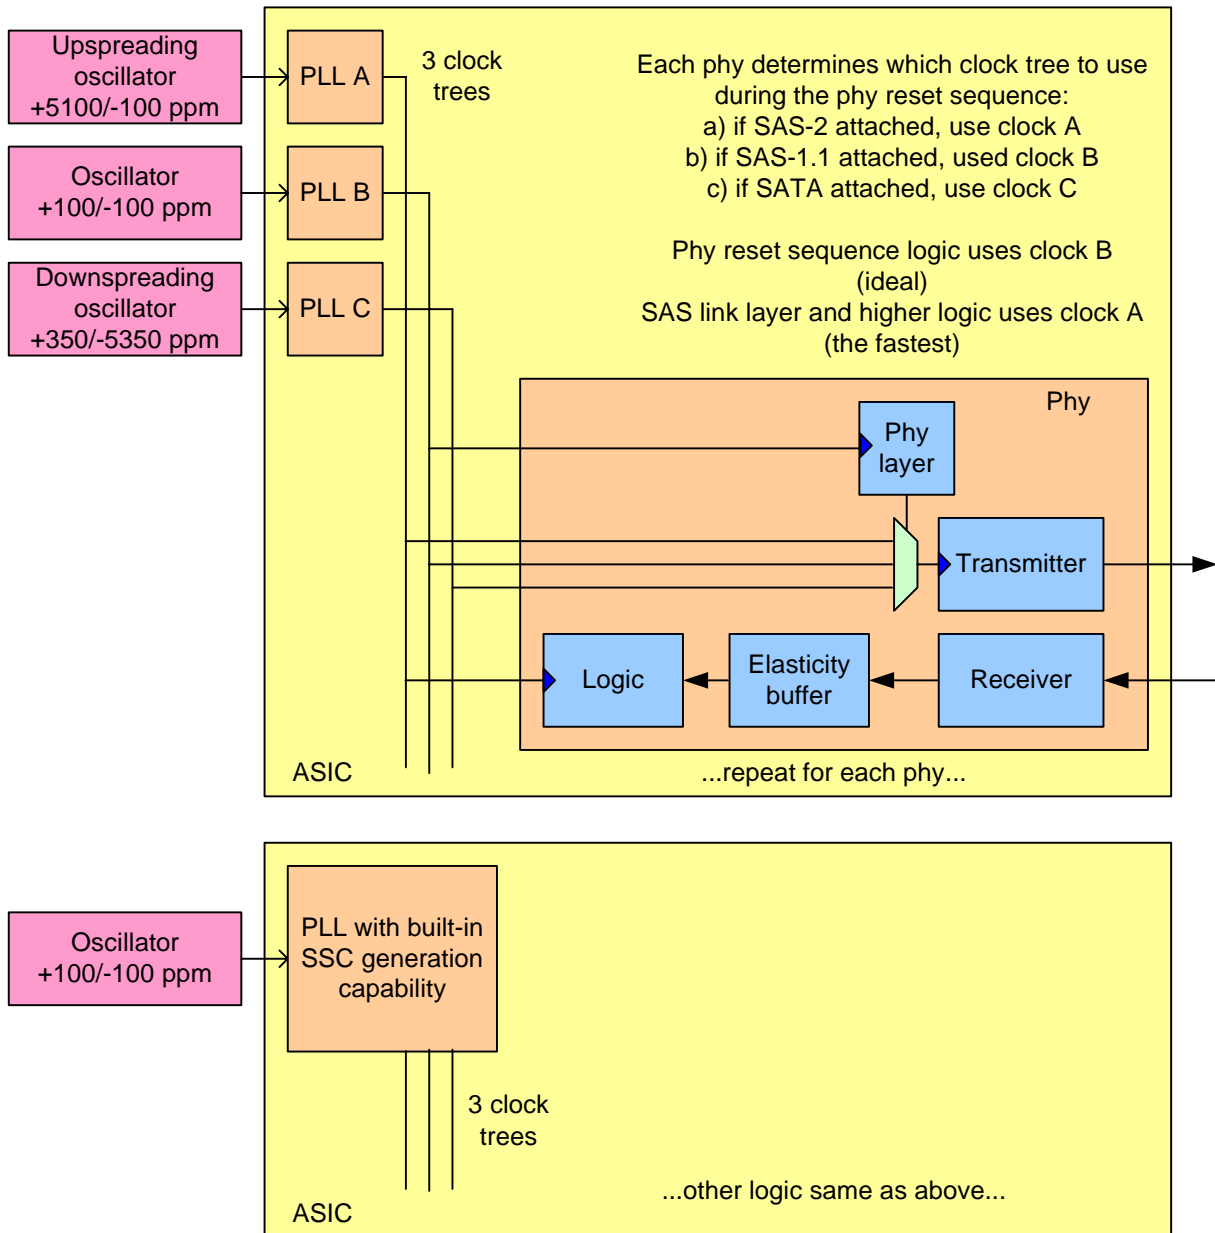 Upspreading
oscillator
+5100/-100 ppm
PLL A
3 clock
trees
Each phy determines which clock tree to use
during the phy reset sequence:
a) if SAS-2 attached, use clock A
b) if SAS-1.1 attached, used clock B
c) if SATA attached, use clock C
Oscillator
+100/-100 ppm
PLL B
Phy reset sequence logic uses clock B
(ideal)
SAS link layer and higher logic uses clock A
(the fastest)
Downspreading
oscillator
+350/-5350 ppm
PLL C
Phy
Phy
layer
Transmitter
Logic
Elasticity
buffer
Receiver
ASIC
...repeat for each phy...
Oscillator
+100/-100 ppm
PLL with built-in
SSC generation
capability
3 clock
trees
...other logic same as above...
ASIC